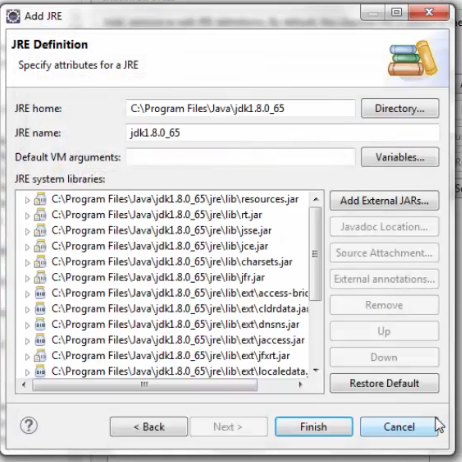 Add JRE
JRE Definition
Specify attributes for a JRE
JRE home:
C:\Program Files\Java\jdk1.8.0_65
Directory...
JRE name:
jdk1.8.0_65
Default VM arguments:
Variables...
JRE system libraries:
C:\Program Files\Java\jdk1.8.0_65\jre\lib\resources.jar
Add External JARs...
C:\Program Files\Java\jdk1.8.0_65\jre\lib\rt.jar
C:\Program Files\Java\jdk1.8.0_65\jre\lib\jsse.jar
Javadoc Location...
C:\Program Files\Java\jdk1.8.0_65\jre\lib\jce.jar
C:\Program Files\Java\jdk1.8.0_65\jre\lib\charsets.jar
Source Attachment...
C:\Program Files\Java\jdk1.8.0_65\jre\lib\jfr.jar
External annotations...
C:\Program Files\Java\jdk1.8.0_65\jre\lib\ext\access-bric
C:\Program Files\Java\jdk1.8.0_65\jre\lib\ext\cldrdata.jar
Remove
C:\Program Files\Java\jdk1.8.0_65\jre\lib\ext\dnsns.jar
Up
C:\Program Files\Java\jdk1.8.0_65\jre\lib\ext\jaccess.jar
C:\Program Files\Java\jdk1.8.0_65\jre\lib\ext\jfxrt.jar
Down
C:\Program Files\Java\jdk1.8.0_65\jre\lib\ext\localedata.
Restore Default
?
< Back
Next >
Finish
Cancel